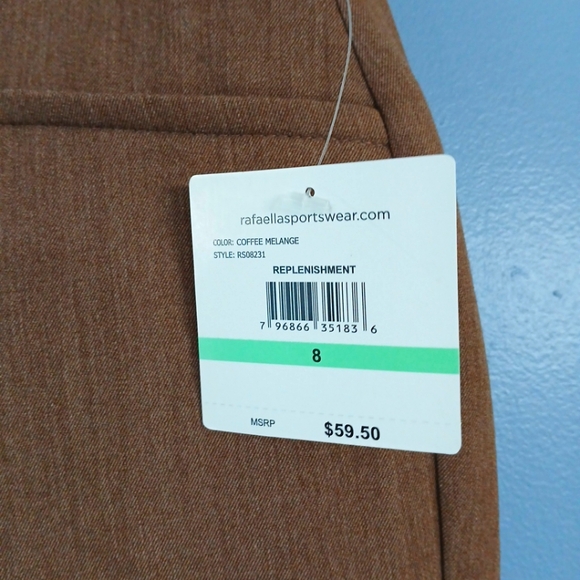 rafaellasportswear.com
COLOR: COFFEE MELANGE
STYLE: RS08231
REPLENISHMENT
7 96866 35183 6
8
MSRP $59.50